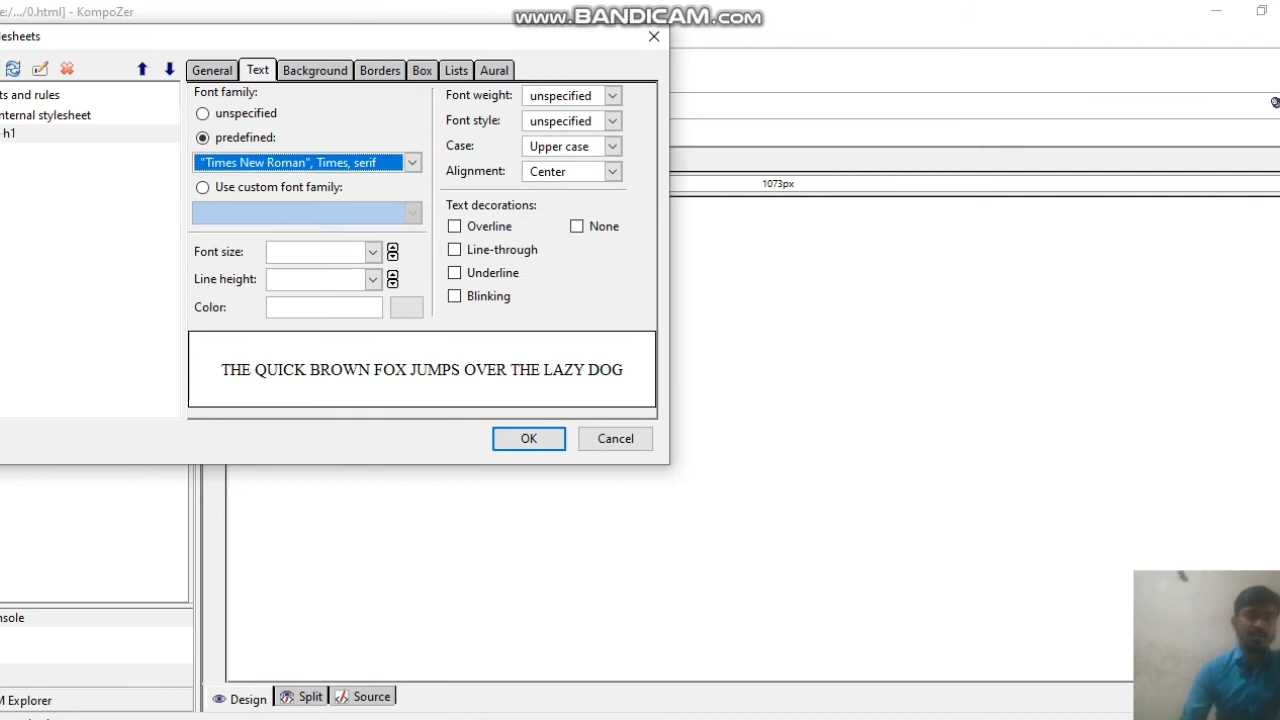 e:/.../0.html] - KompoZer
www.BANDICAM.com
lesheets
General
Text
Background
Borders
Box
Lists
Aural
ts and rules
nternal stylesheet
h1
Font family:
unspecified
predefined:
"Times New Roman", Times, serif
Use custom font family:
Font size:
Line height:
Color:
Font weight: unspecified
Font style: unspecified
Case: Upper case
Alignment: Center
Text decorations:
Overline
None
Line-through
Underline
Blinking
1073px
THE QUICK BROWN FOX JUMPS OVER THE LAZY DOG
OK
Cancel
nsole
M Explorer
Design
Split
Source